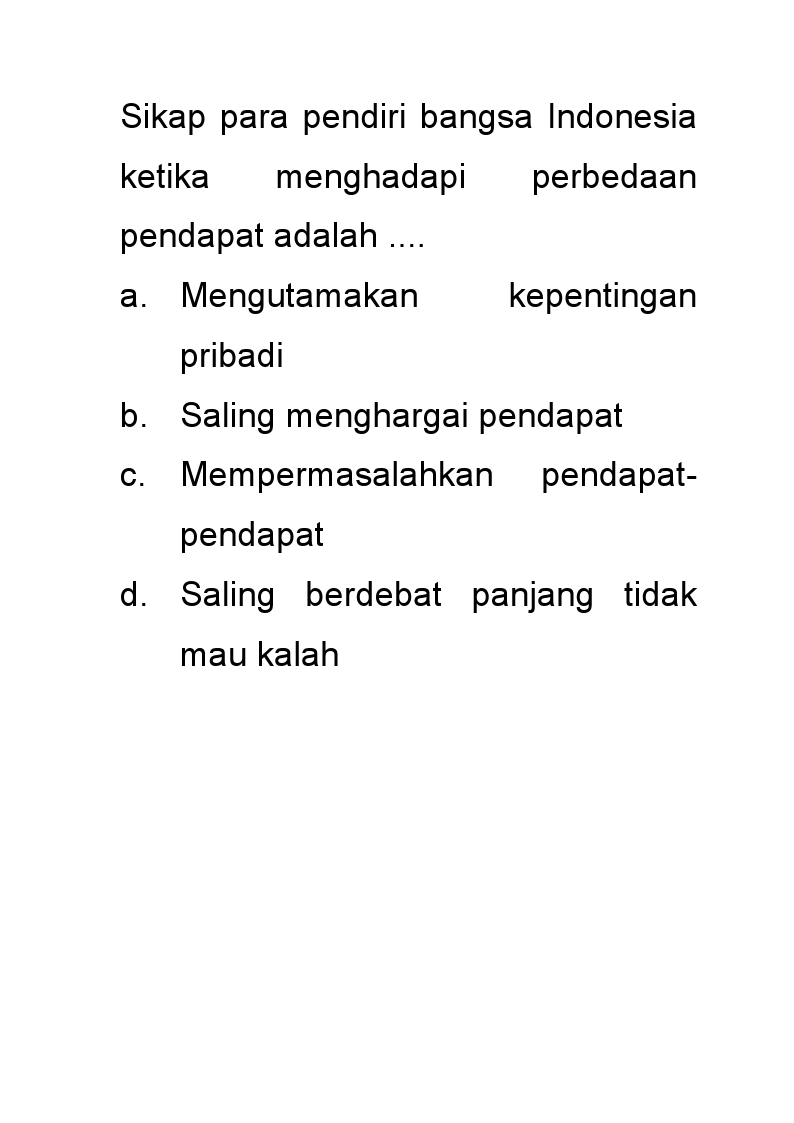 Sikap para pendiri bangsa Indonesia
ketika menghadapi perbedaan
pendapat adalah ....
a. Mengutamakan kepentingan
pribadi
b. Saling menghargai pendapat
c. Mempermasalahkan pendapat-
pendapat
d. Saling berdebat panjang tidak
mau kalah